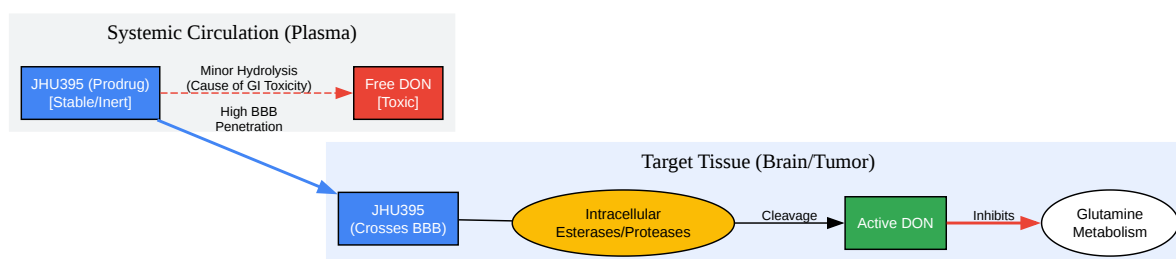 Systemic Circulation (Plasma)
JHU395 (Prodrug)
[Stable/Inert]
Minor Hydrolysis
(Cause of GI Toxicity)
Free DON
[Toxic]
High BBB
Penetration
Target Tissue (Brain/Tumor)
JHU395
(Crosses BBB)
Intracellular
Esterases/Proteases
Cleavage
Active DON
Inhibits
Glutamine
Metabolism